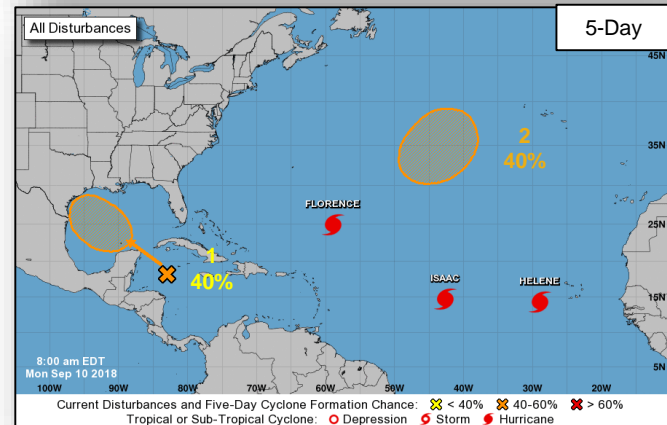 All Disturbances
5-Day
45N
2
40%
35N
FLORENCE
25N
1
40%
ISAAC
HELENE
15N
8:00 am EDT
Mon Sep 10 2018
5N
100W 90W 80W 70W 60W 50W 40W 30W 20W
Current Disturbances and Five-Day Cyclone Formation Chance: < 40% 40-60% > 60%
Tropical or Sub-Tropical Cyclone: Depression Storm Hurricane